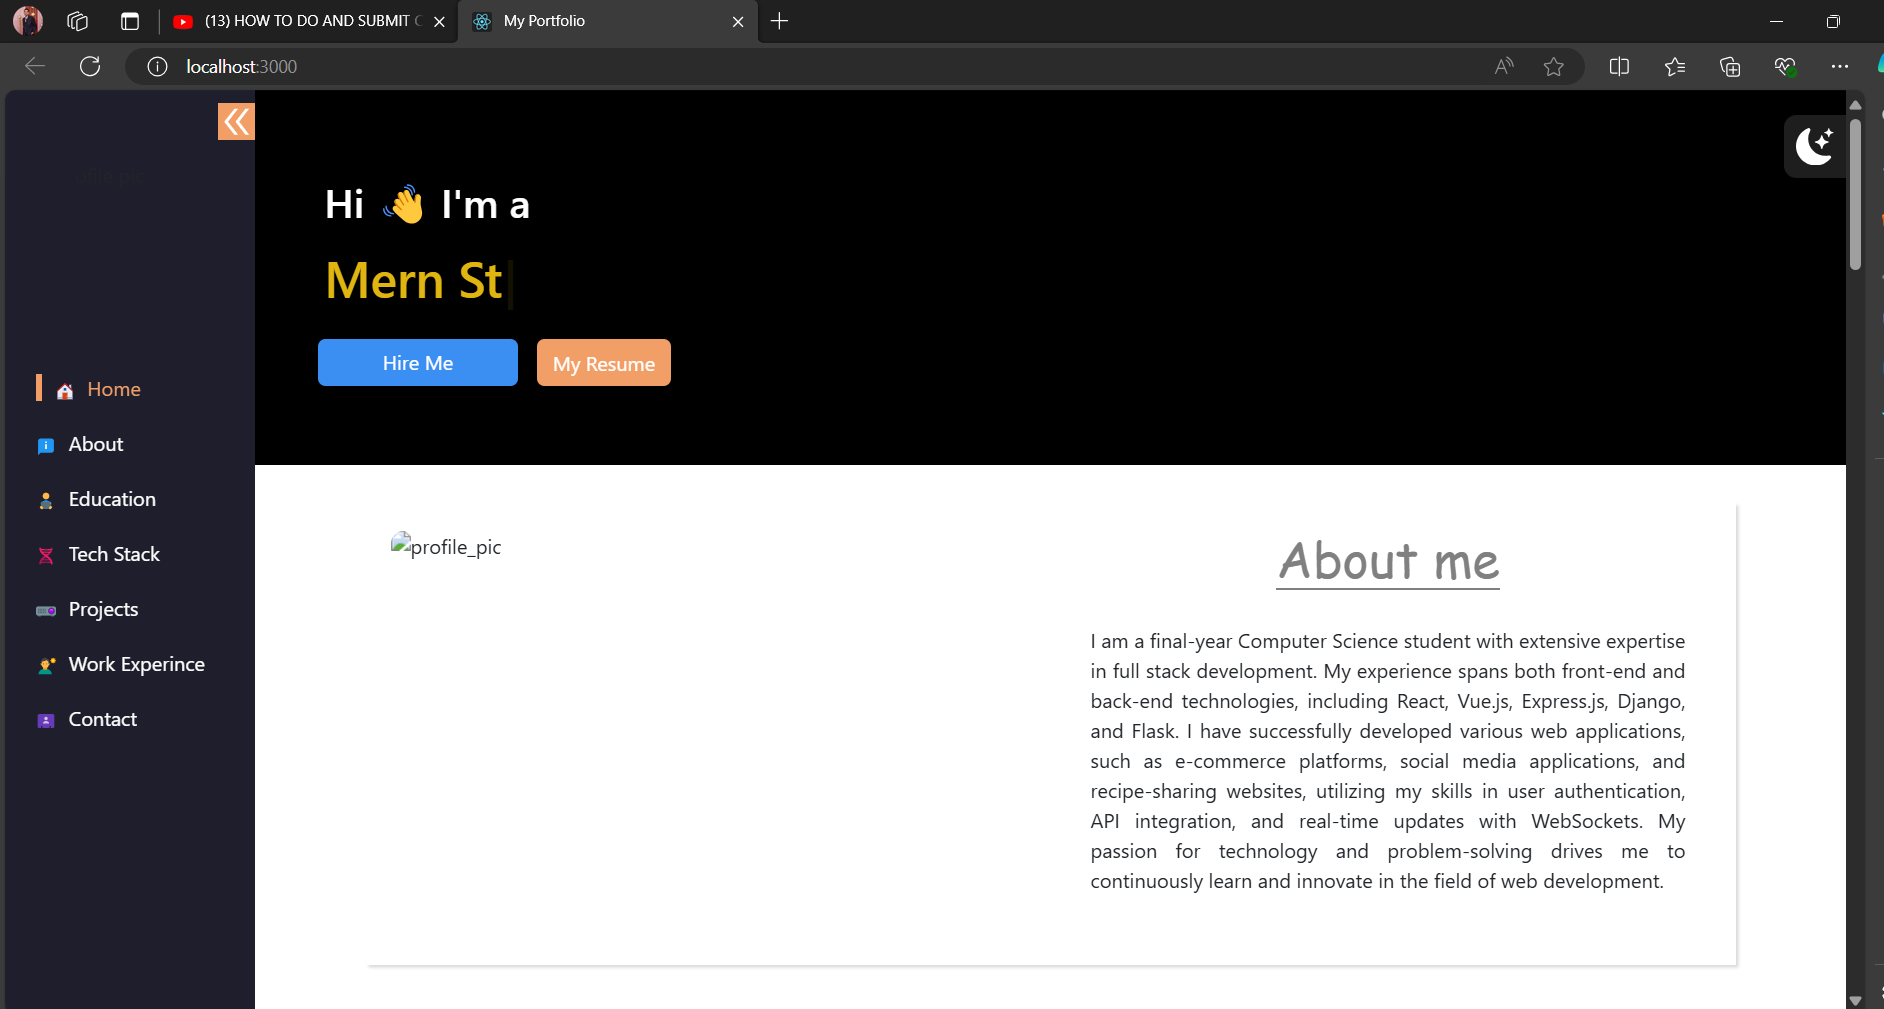 (13) HOW TO DO AND SUBMIT
My Portfolio
localhost:3000
ofile pic
Hi 👋 I'm a
Mern St
Hire Me
My Resume
Home
About
Education
Tech Stack
Projects
Work Experince
Contact
profile_pic
About me
I am a final-year Computer Science student with extensive expertise
in full stack development. My experience spans both front-end and
back-end technologies, including React, Vue.js, Express.js, Django,
and Flask. I have successfully developed various web applications,
such as e-commerce platforms, social media applications, and
recipe-sharing websites, utilizing my skills in user authentication,
API integration, and real-time updates with WebSockets. My
passion for technology and problem-solving drives me to
continuously learn and innovate in the field of web development.